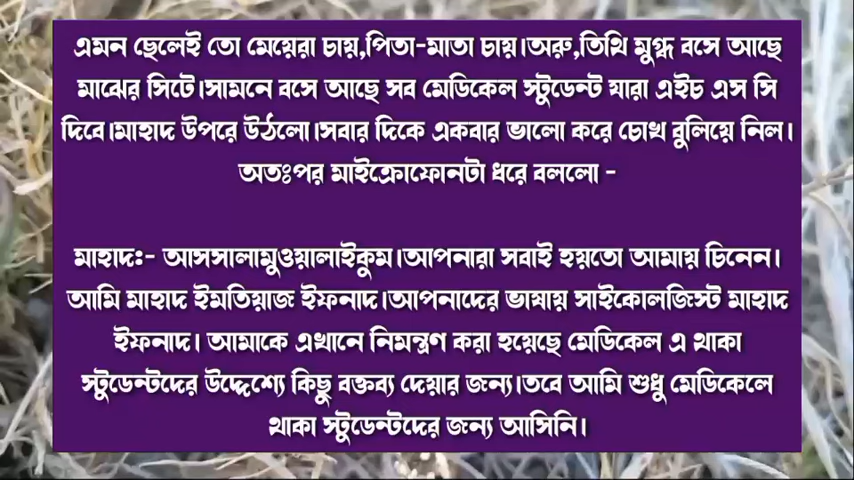 এমন ছেলেই তো মেয়েরা চায়,পিতা-মাতা চায়।অরু,তিথি মুগ্ধ বসে আছে
মাঝের সিটে।সামনে বসে আছে সব মেডিকেল স্টুডেন্ট যারা এইচ এস সি
দিবে।মাহাদ উপরে উঠলো।সবার দিকে একবার ভালো করে চোখ বুলিয়ে নিল।
অতঃপর মাইক্রোফোনটা ধরে বললো -
মাহাদ:- আসসালামুওয়ালাইকুম।আপনারা সবাই হয়তো আমায় চিনেন।
আমি মাহাদ ইমতিয়াজ ইফনাদ।আপনাদের ভাষায় সাইকোলজিস্ট মাহাদ
ইফনাদ। আমাকে এখানে নিমন্ত্রণ করা হয়েছে মেডিকেল এ থাকা
স্টুডেন্টদের উদ্দেশ্যে কিছু বক্তব্য দেয়ার জন্য।তবে আমি শুধু মেডিকেলে
থাকা স্টুডেন্টদের জন্য আসিনি।